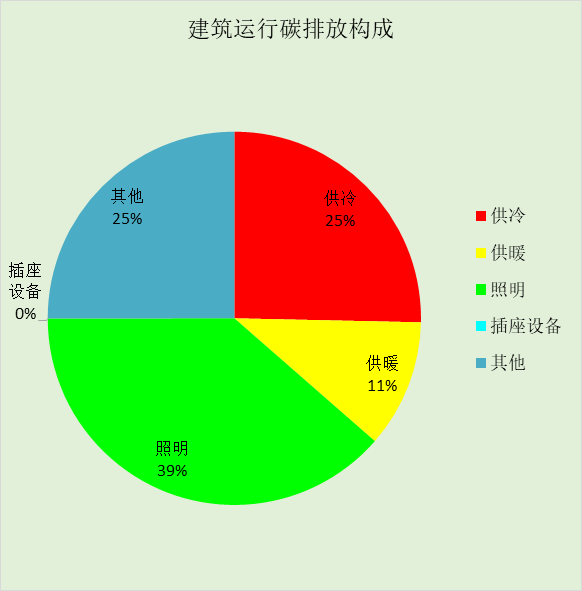 建筑运行碳排放构成
其他
25%
供冷
25%
插座
设备
0%
供暖
11%
照明
39%
供冷
供暖
照明
插座设备
其他